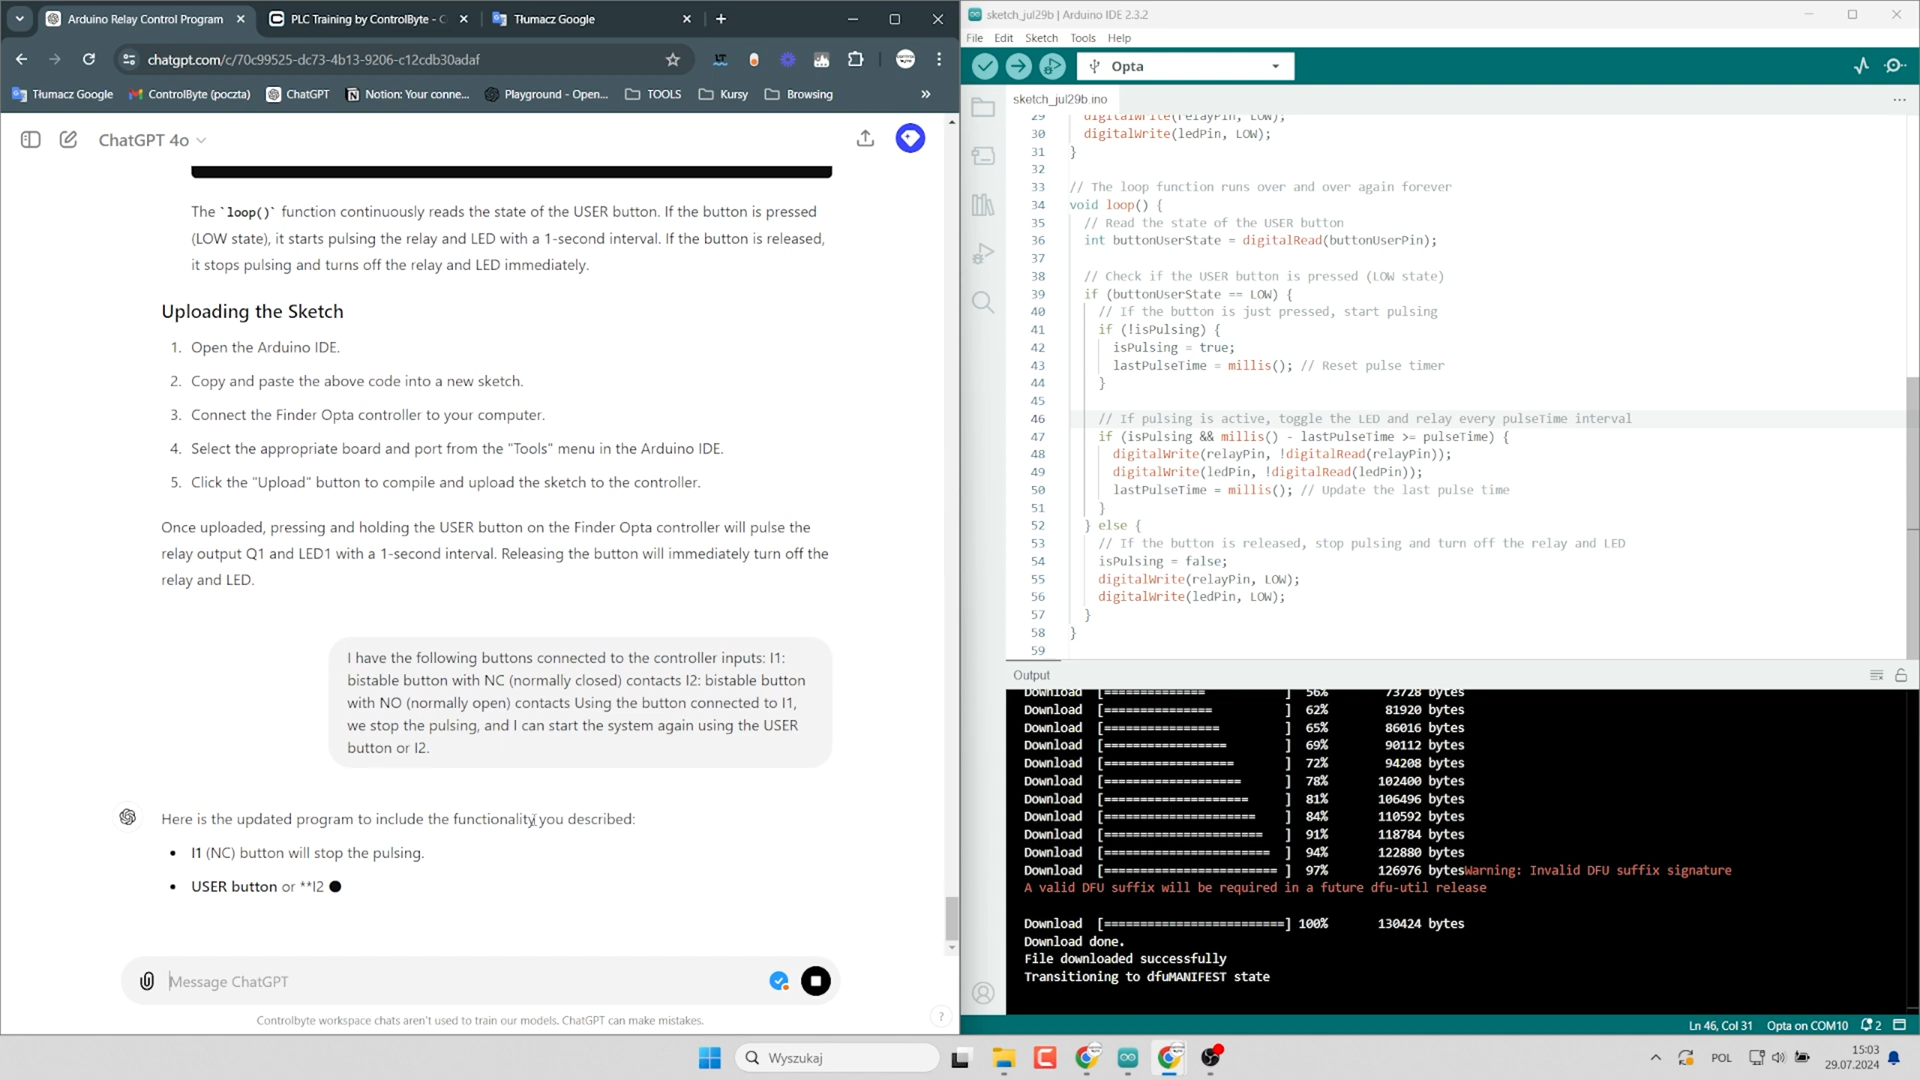 Arduino Relay Control Program
PLC Training by ControlByte - C
Tłumacz Google
chatgpt.com/c/70c99525-dc73-4b13-9206-c12cdb30adaf
Tłumacz Google
ControlByte (poczta)
ChatGPT
Notion: Your conne...
Playground - Open...
TOOLS
Kursy
Browsing
»
ChatGPT 4o
The `loop()` function continuously reads the state of the USER button. If the button is pressed
(LOW state), it starts pulsing the relay and LED with a 1-second interval. If the button is released,
it stops pulsing and turns off the relay and LED immediately.
Uploading the Sketch
1. Open the Arduino IDE.
2. Copy and paste the above code into a new sketch.
3. Connect the Finder Opta controller to your computer.
4. Select the appropriate board and port from the "Tools" menu in the Arduino IDE.
5. Click the "Upload" button to compile and upload the sketch to the controller.
Once uploaded, pressing and holding the USER button on the Finder Opta controller will pulse the
relay output Q1 and LED1 with a 1-second interval. Releasing the button will immediately turn off the
relay and LED.
I have the following buttons connected to the controller inputs: I1:
bistable button with NC (normally closed) contacts I2: bistable button
with NO (normally open) contacts Using the button connected to I1,
we stop the pulsing, and I can start the system again using the USER
button or I2.
Here is the updated program to include the functionality you described:
• I1 (NC) button will stop the pulsing.
• USER button or **I2
Message ChatGPT
Controlbyte workspace chats aren't used to train our models. ChatGPT can make mistakes.
?
sketch_jul29b | Arduino IDE 2.3.2
File Edit Sketch Tools Help
Opta
sketch_jul29b.ino
29 digitalWrite(relayPin, LOW);
30 digitalWrite(ledPin, LOW);
31 }
32
33 // The loop function runs over and over again forever
34 void loop() {
35 // Read the state of the USER button
36 int buttonUserState = digitalRead(buttonUserPin);
37
38 // Check if the USER button is pressed (LOW state)
39 if (buttonUserState == LOW) {
40 // If the button is just pressed, start pulsing
41 if (!isPulsing) {
42 isPulsing = true;
43 lastPulseTime = millis(); // Reset pulse timer
44 }
45
46 // If pulsing is active, toggle the LED and relay every pulseTime interval
47 if (isPulsing && millis() - lastPulseTime >= pulseTime) {
48 digitalWrite(relayPin, !digitalRead(relayPin));
49 digitalWrite(ledPin, !digitalRead(ledPin));
50 lastPulseTime = millis(); // Update the last pulse time
51 }
52 } else {
53 // If the button is released, stop pulsing and turn off the relay and LED
54 isPulsing = false;
55 digitalWrite(relayPin, LOW);
56 digitalWrite(ledPin, LOW);
57 }
58 }
59
Output
Download [============== ] 56% 73728 bytes
Download [=============== ] 62% 81920 bytes
Download [================ ] 65% 86016 bytes
Download [================= ] 69% 90112 bytes
Download [================== ] 72% 94208 bytes
Download [=================== ] 78% 102400 bytes
Download [==================== ] 81% 106496 bytes
Download [===================== ] 84% 110592 bytes
Download [====================== ] 91% 118784 bytes
Download [======================= ] 94% 122880 bytes
Download [======================== ] 97% 126976 bytesWarning: Invalid DFU suffix signature
A valid DFU suffix will be required in a future dfu-util release
Download [=========================] 100% 130424 bytes
Download done.
File downloaded successfully
Transitioning to dfuMANIFEST state
Ln 46, Col 31 Opta on COM10 2
Wyszukaj
POL
15:03
29.07.2024